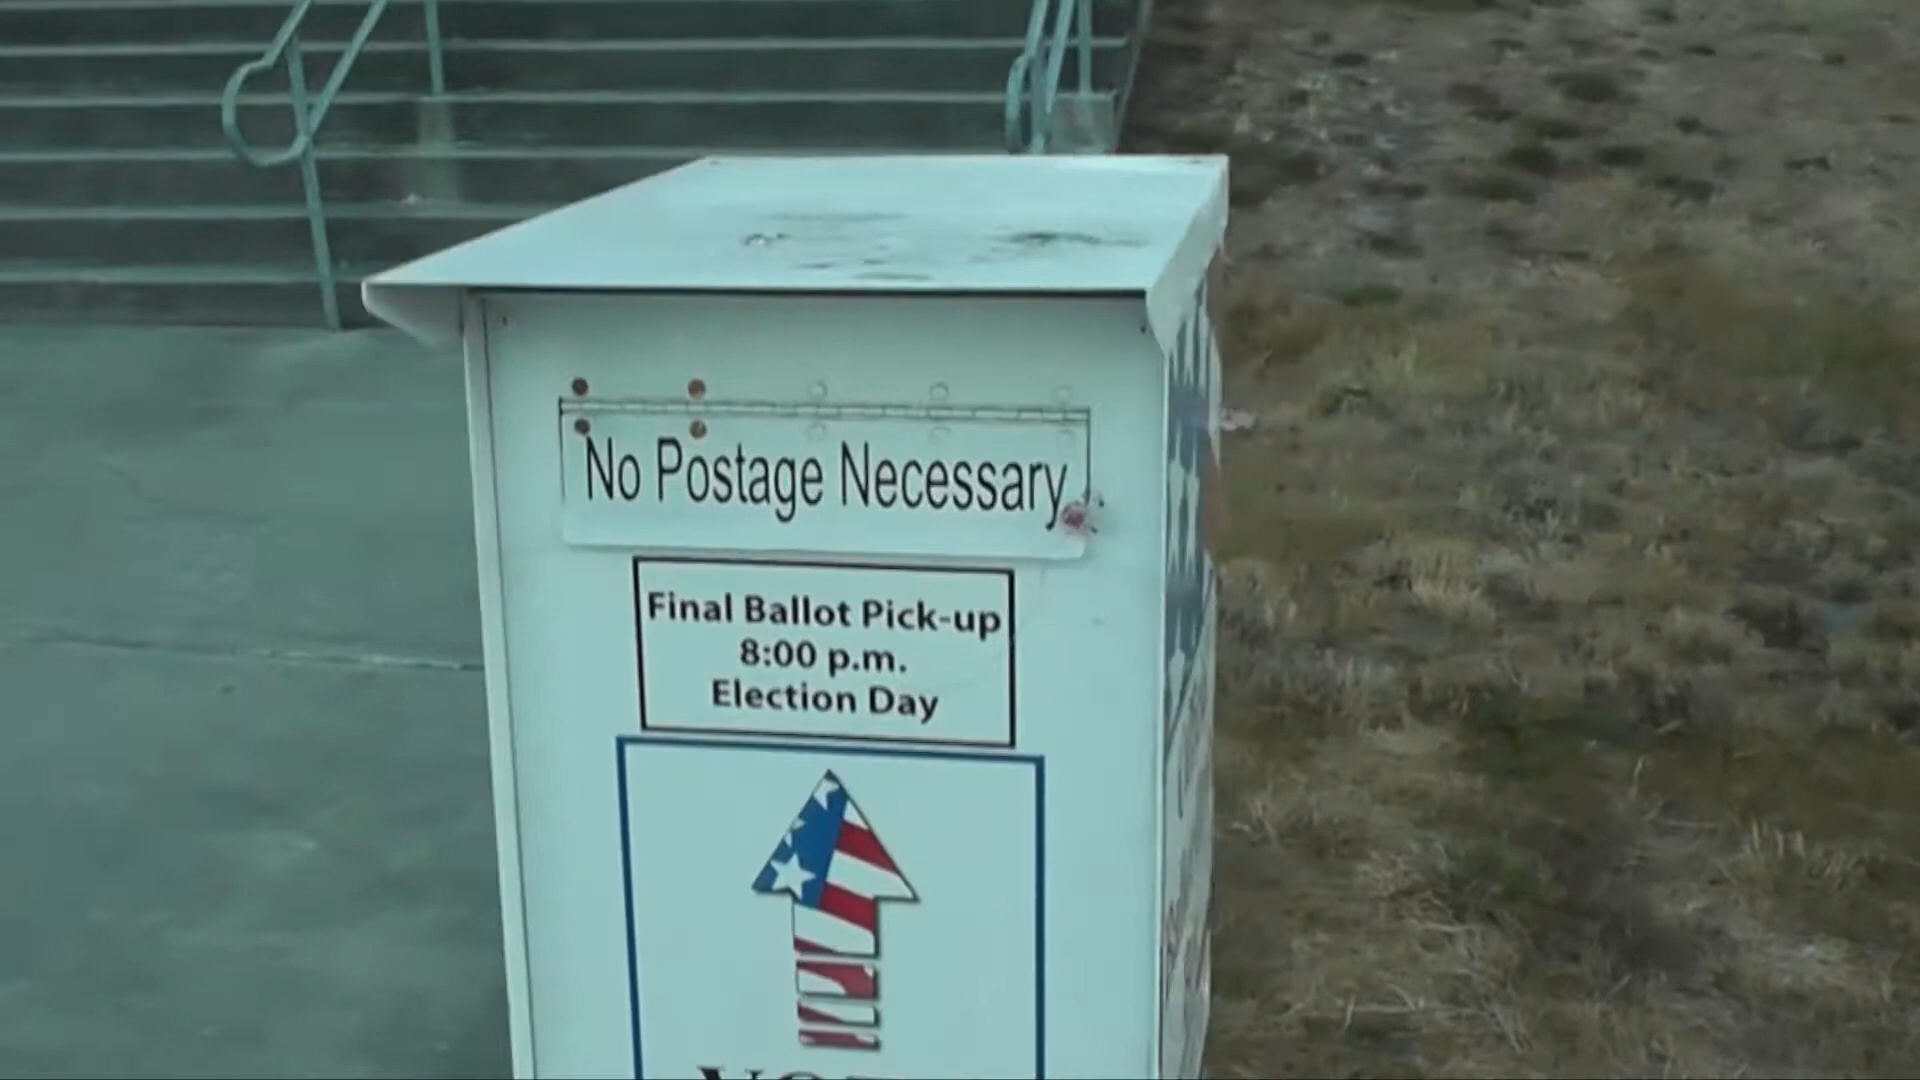 No Postage Necessary
Final Ballot Pick-up
8:00 p.m.
Election Day